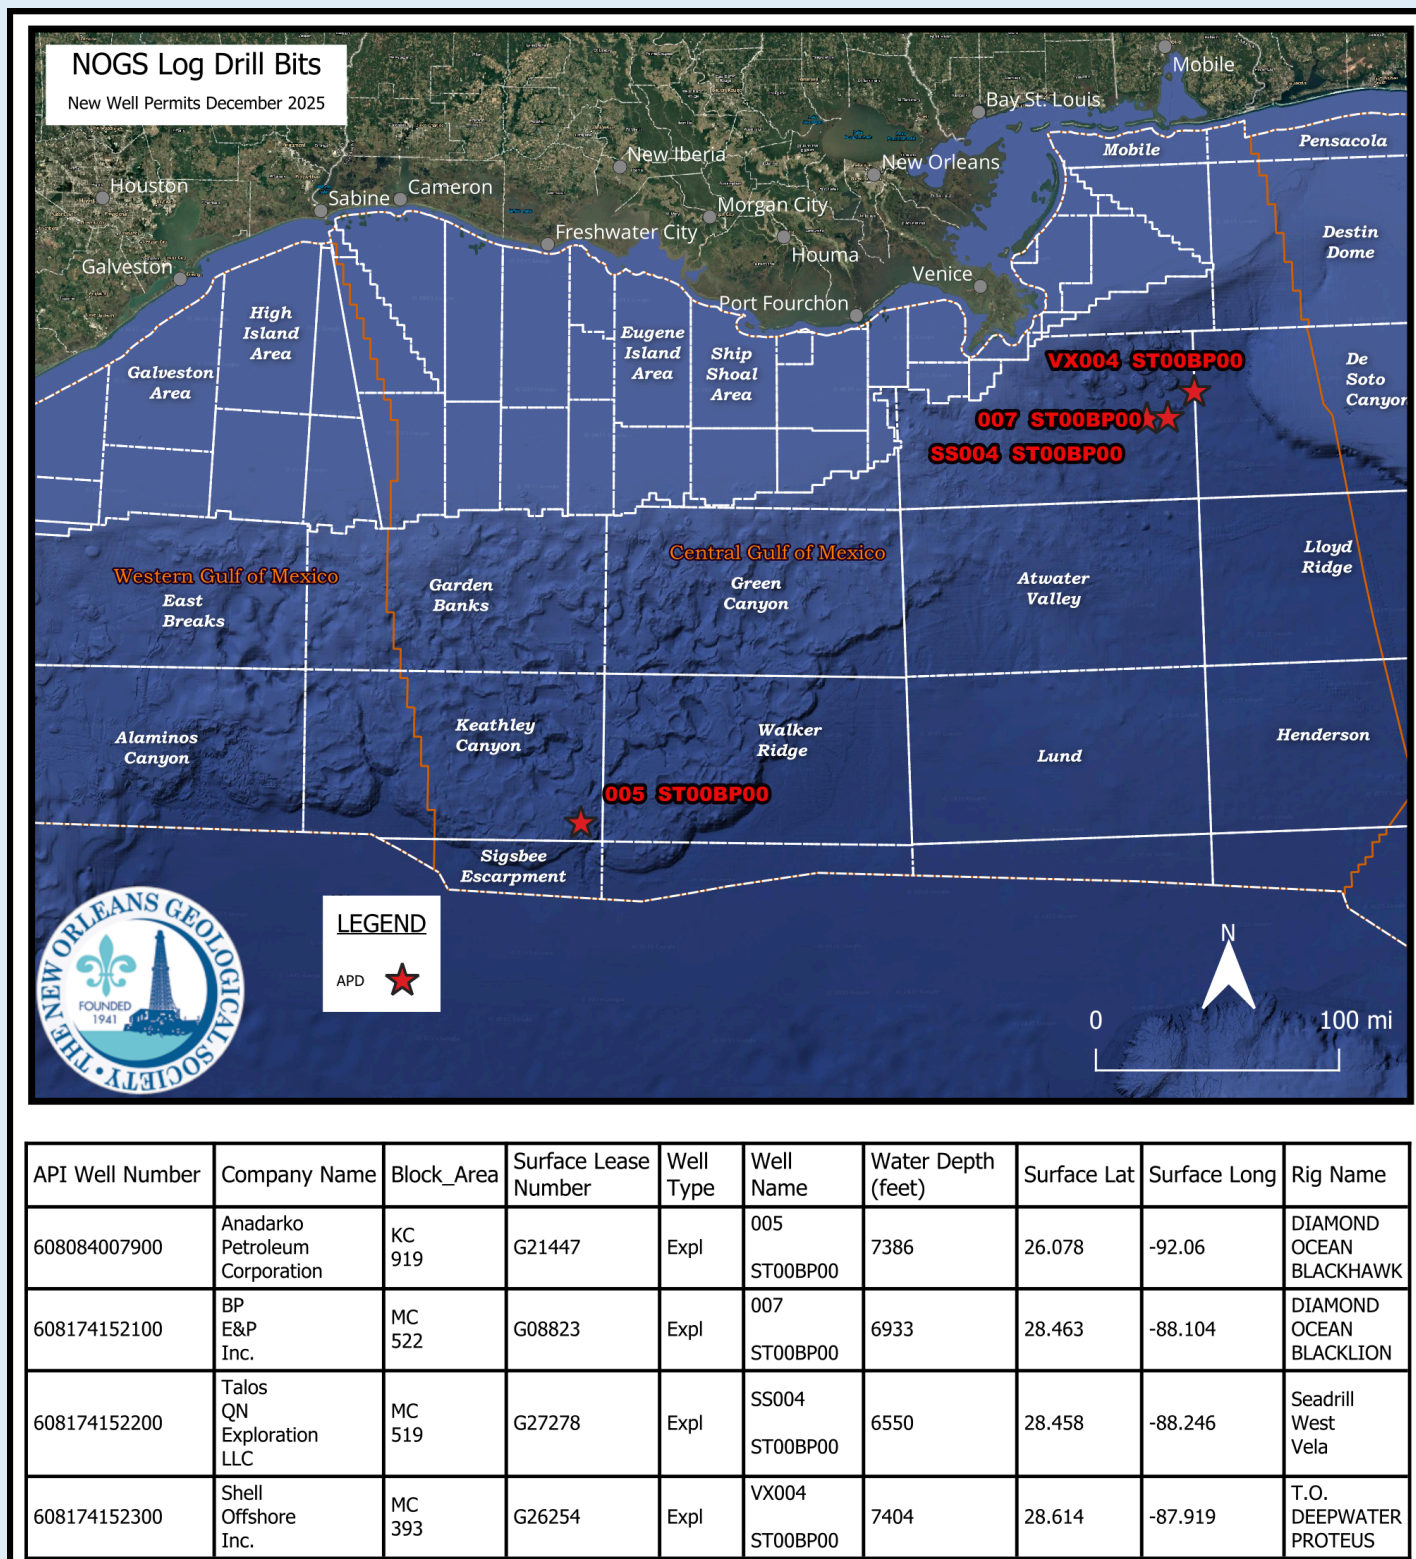 NOGS Log Drill Bits
New Well Permits December 2025
Mobile
Bay St. Louis
Mobile
Pensacola
New Iberia
New Orleans
Houston
Sabine
Cameron
Morgan City
Freshwater City
Houma
Destin
Dome
Galveston
Venice
Port Fourchon
High
Island
Area
Eugene
Island
Area
Ship
Shoal
Area
Galveston
Area
De
Soto
Canyon
VX004 ST00BP00
007 ST00BP00
SS004 ST00BP00
Central Gulf of Mexico
Western Gulf of Mexico
East
Breaks
Garden
Banks
Green
Canyon
Atwater
Valley
Lloyd
Ridge
Alaminos
Canyon
Keathley
Canyon
Walker
Ridge
Lund
Henderson
005 ST00BP00
Sigsbee
Escarpment
THE NEW ORLEANS GEOLOGICAL SOCIETY
FOUNDED
1941
LEGEND
APD
N
0 100 mi
API Well Number Company Name Block_Area Surface Lease Number Well Type Well Name Water Depth (feet) Surface Lat Surface Long Rig Name
608084007900 Anadarko Petroleum Corporation KC 919 G21447 Expl 005 ST00BP00 7386 26.078 -92.06 DIAMOND OCEAN BLACKHAWK
608174152100 BP E&P Inc. MC 522 G08823 Expl 007 ST00BP00 6933 28.463 -88.104 DIAMOND OCEAN BLACKLION
608174152200 Talos QN Exploration LLC MC 519 G27278 Expl SS004 ST00BP00 6550 28.458 -88.246 Seadrill West Vela
608174152300 Shell Offshore Inc. MC 393 G26254 Expl VX004 ST00BP00 7404 28.614 -87.919 T.O. DEEPWATER PROTEUS